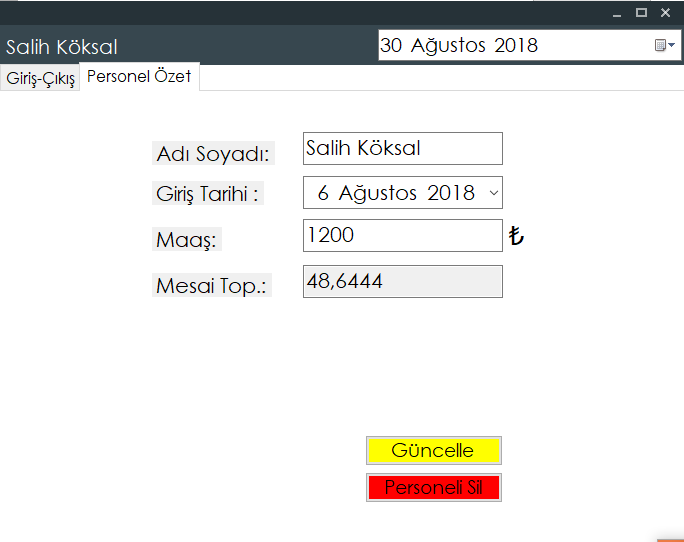 Salih Köksal
30 Ağustos 2018
Giriş-Çıkış
Personel Özet
Adı Soyadı:
Salih Köksal
Giriş Tarihi :
6 Ağustos 2018
Maaş:
1200 ₺
Mesai Top.:
48,6444
Güncelle
Personeli Sil